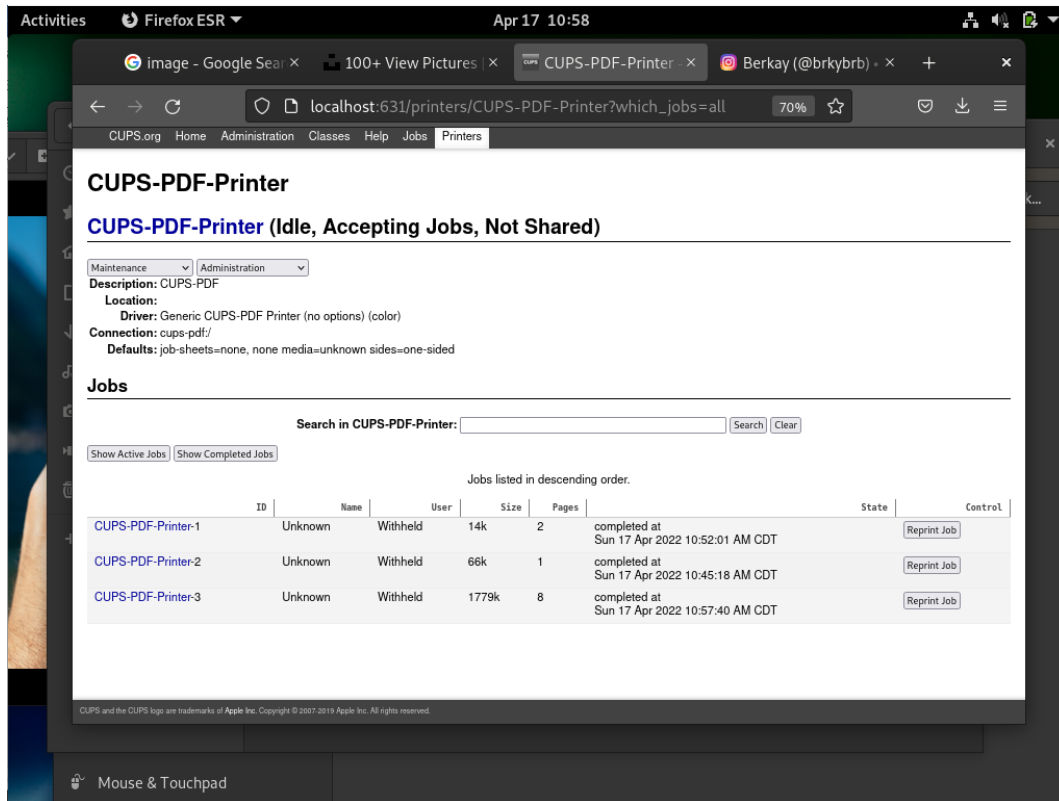 Activities Firefox ESR Apr 17 10:58
image - Google Sear 100+ View Pictures | CUPS-PDF-Printer - Berkay (@brkybrb) •
localhost:631/printers/CUPS-PDF-Printer?which_jobs=all 70%
CUPS.org Home Administration Classes Help Jobs Printers
k...
CUPS-PDF-Printer
CUPS-PDF-Printer (Idle, Accepting Jobs, Not Shared)
Maintenance Administration
Description: CUPS-PDF
Location:
Driver: Generic CUPS-PDF Printer (no options) (color)
Connection: cups-pdf:/
Defaults: job-sheets=none, none media=unknown sides=one-sided
Jobs
Search in CUPS-PDF-Printer: Search Clear
Show Active Jobs Show Completed Jobs
Jobs listed in descending order.
ID Name User Size Pages State Control
CUPS-PDF-Printer-1 Unknown Withheld 14k 2 completed at Reprint Job
Sun 17 Apr 2022 10:52:01 AM CDT
CUPS-PDF-Printer-2 Unknown Withheld 66k 1 completed at Reprint Job
Sun 17 Apr 2022 10:45:18 AM CDT
CUPS-PDF-Printer-3 Unknown Withheld 1779k 8 completed at Reprint Job
Sun 17 Apr 2022 10:57:40 AM CDT
CUPS and the CUPS logo are trademarks of Apple Inc. Copyright © 2007-2019 Apple Inc. All rights reserved.
Mouse & Touchpad